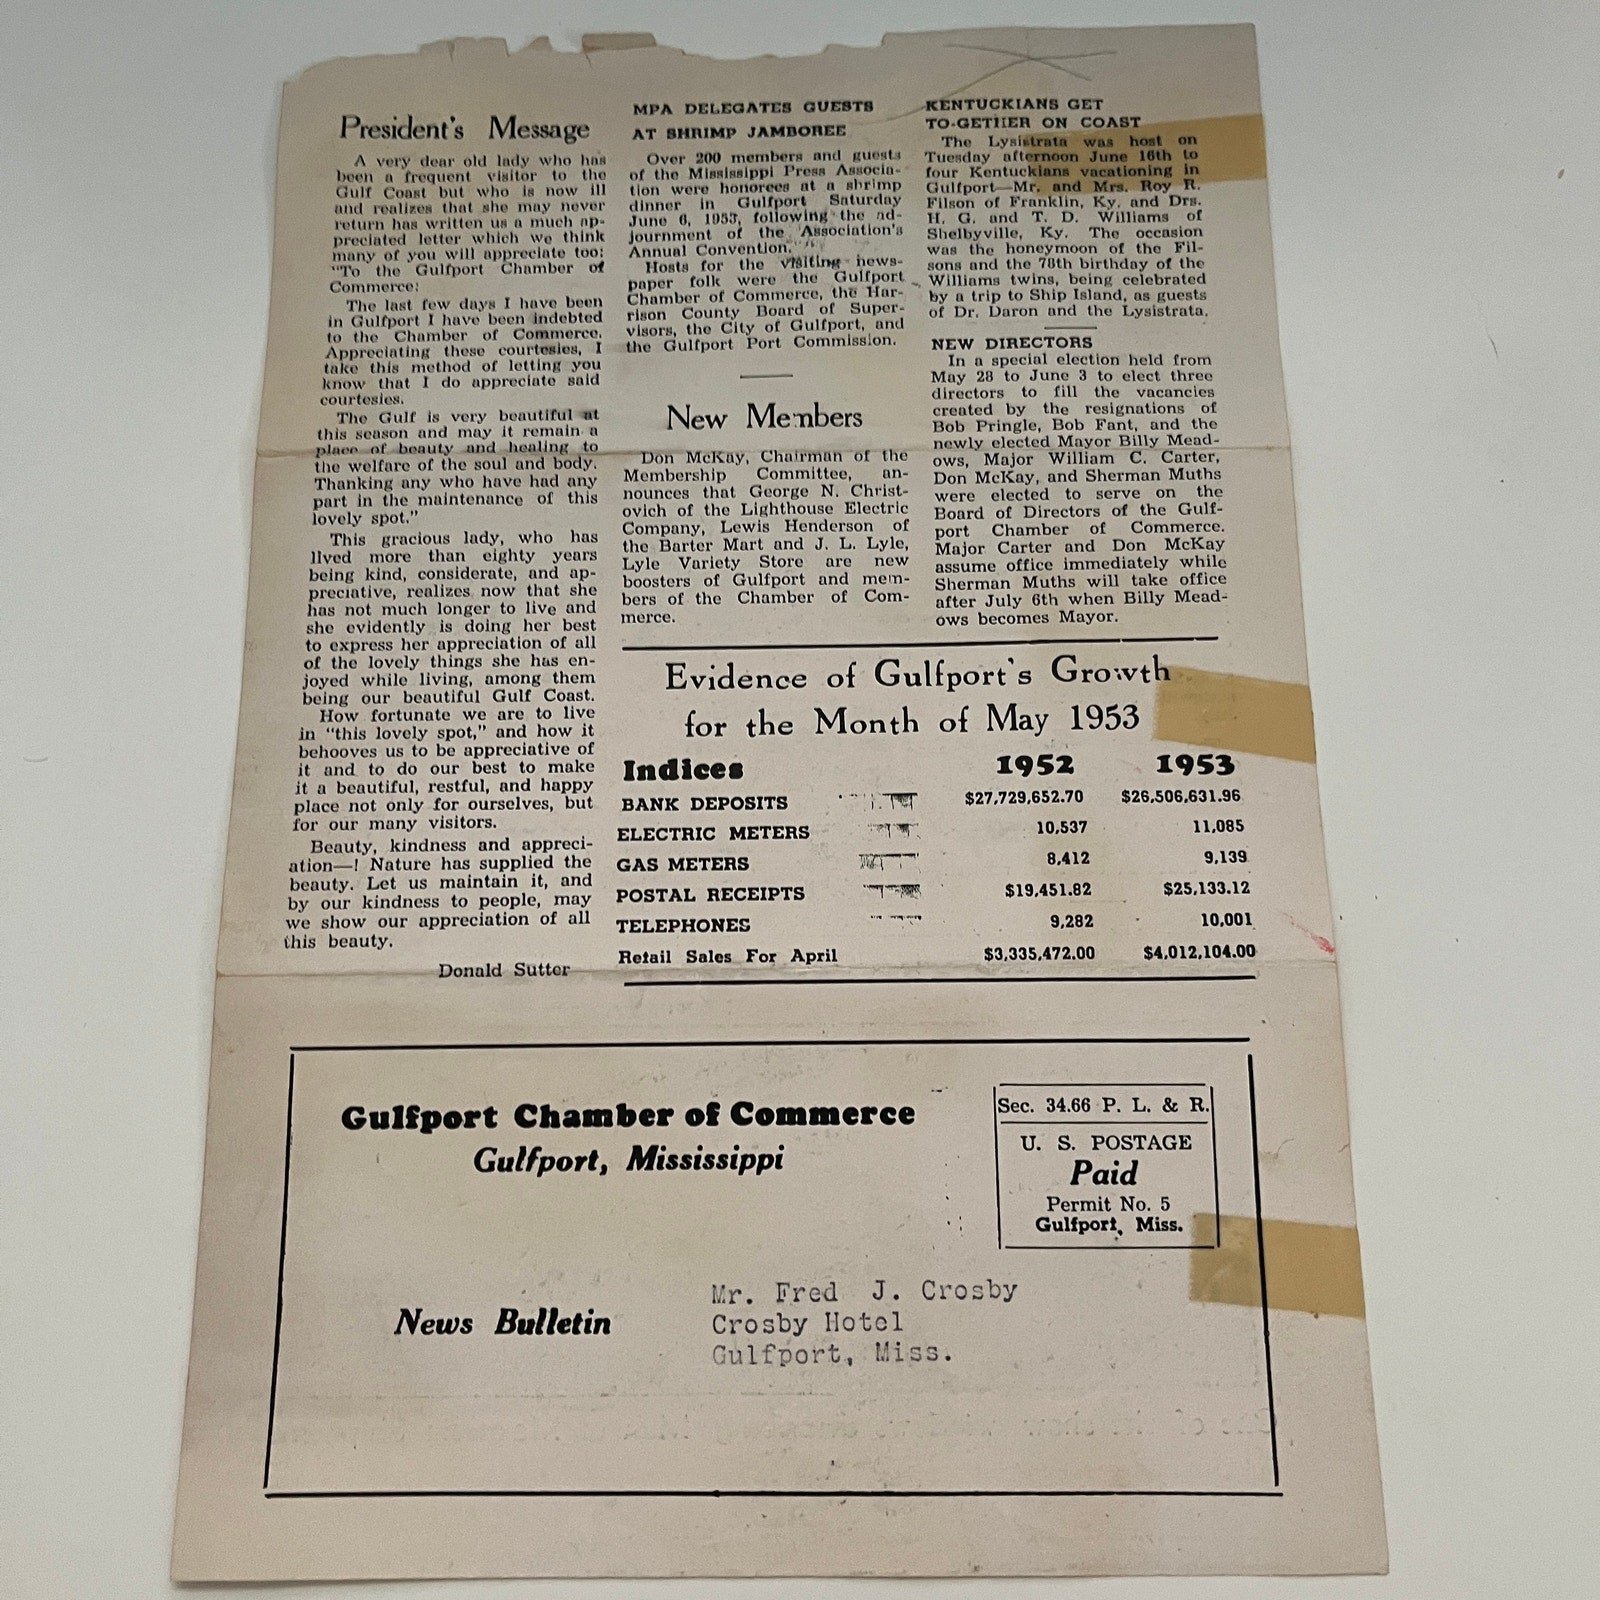 President's Message
A very dear old lady who has
been a frequent visitor to the
Gulf Coast but who is now ill
and realizes that she may never
return has written us a much ap-
preciated letter which we think
many of you will appreciate too:
"To the Gulfport Chamber of
Commerce:
The last few days I have been
in Gulfport I have been indebted
to the Chamber of Commerce.
Appreciating these courtesies, I
take this method of letting you
know that I do appreciate said
courtesies.
The Gulf is very beautiful at
this season and may it remain a
place of beauty and healing to
the welfare of the soul and body.
Thanking any who have had any
part in the maintenance of this
lovely spot."
This gracious lady, who has
lived more than eighty years
being kind, considerate, and ap-
preciative, realizes now that she
has not much longer to live and
she evidently is doing her best
to express her appreciation of all
of the lovely things she has en-
joyed while living, among them
being our beautiful Gulf Coast.
How fortunate we are to live
in "this lovely spot," and how it
behooves us to be appreciative of
it and to do our best to make
it a beautiful, restful, and happy
place not only for ourselves, but
for our many visitors.
Beauty, kindness and appreci-
ation—! Nature has supplied the
beauty. Let us maintain it, and
by our kindness to people, may
we show our appreciation of all
this beauty.
Donald Sutter
MPA DELEGATES GUESTS
AT SHRIMP JAMBOREE
Over 200 members and guests
of the Mississippi Press Associa-
tion were honorees at a shrimp
dinner in Gulfport Saturday
June 6, 1953, following the ad-
journment of the Association's
Annual Convention.
Hosts for the visiting news-
paper folk were the Gulfport
Chamber of Commerce, the Har-
rison County Board of Super-
visors, the City of Gulfport, and
the Gulfport Port Commission.
New Members
Don McKay, Chairman of the
Membership Committee, an-
nounces that George N. Christ-
ovich of the Lighthouse Electric
Company, Lewis Henderson of
the Barter Mart and J. L. Lyle,
Lyle Variety Store are new
boosters of Gulfport and mem-
bers of the Chamber of Com-
merce.
KENTUCKIANS GET
TO-GETHER ON COAST
The Lysistrata was host on
Tuesday afternoon June 16th to
four Kentuckians vacationing in
Gulfport—Mr. and Mrs. Roy R.
Filson of Franklin, Ky. and Drs.
H. G. and T. D. Williams of
Shelbyville, Ky. The occasion
was the honeymoon of the Fil-
sons and the 78th birthday of the
Williams twins, being celebrated
by a trip to Ship Island, as guests
of Dr. Daron and the Lysistrata.
NEW DIRECTORS
In a special election held from
May 28 to June 3 to elect three
directors to fill the vacancies
created by the resignations of
Bob Pringle, Bob Fant, and the
newly elected Mayor Billy Mead-
ows, Major William C. Carter,
Don McKay, and Sherman Muths
were elected to serve on the
Board of Directors of the Gulf-
port Chamber of Commerce.
Major Carter and Don McKay
assume office immediately while
Sherman Muths will take office
after July 6th when Billy Mead-
ows becomes Mayor.
Evidence of Gulfport's Growth
for the Month of May 1953
Indices 1952 1953
BANK DEPOSITS $27,729,652.70 $26,506,631.96
ELECTRIC METERS 10,537 11,085
GAS METERS 8,412 9,139
POSTAL RECEIPTS $19,451.82 $25,133.12
TELEPHONES 9,282 10,001
Retail Sales For April $3,335,472.00 $4,012,104.00
Gulfport Chamber of Commerce
Gulfport, Mississippi
Sec. 34.66 P. L. & R.
U. S. POSTAGE
Paid
Permit No. 5
Gulfport, Miss.
News Bulletin
Mr. Fred J. Crosby
Crosby Hotel
Gulfport, Miss.